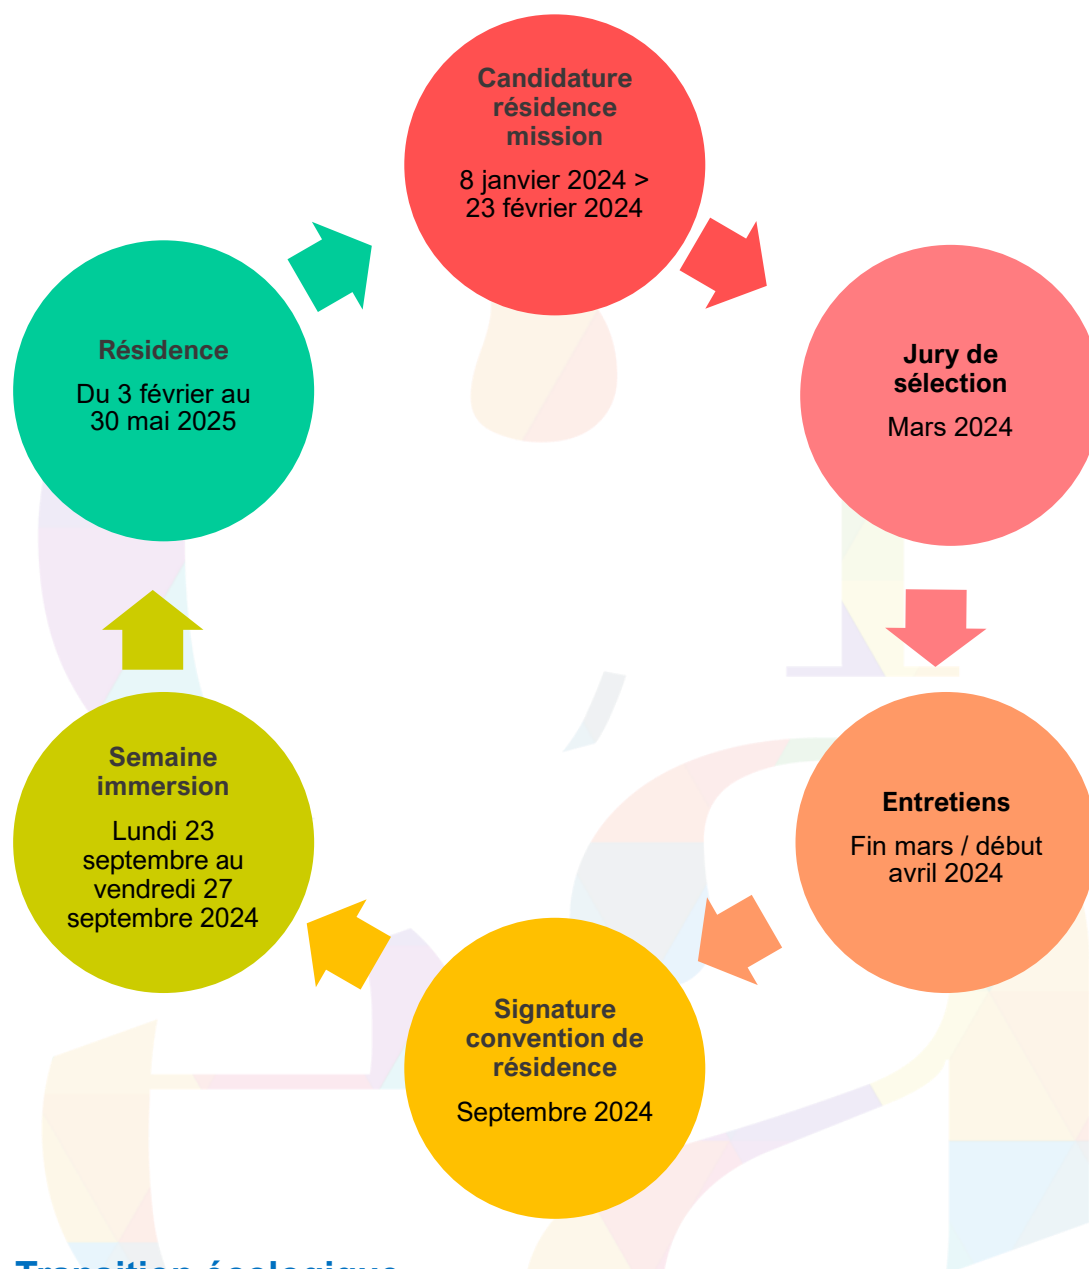 Candidature
résidence
mission
8 janvier 2024 >
23 février 2024
Jury de
sélection
Mars 2024
Entretiens
Fin mars / début
avril 2024
Signature
convention de
résidence
Septembre 2024
Semaine
immersion
Lundi 23
septembre au
vendredi 27
septembre 2024
Résidence
Du 3 février au
30 mai 2025
Transition écologique